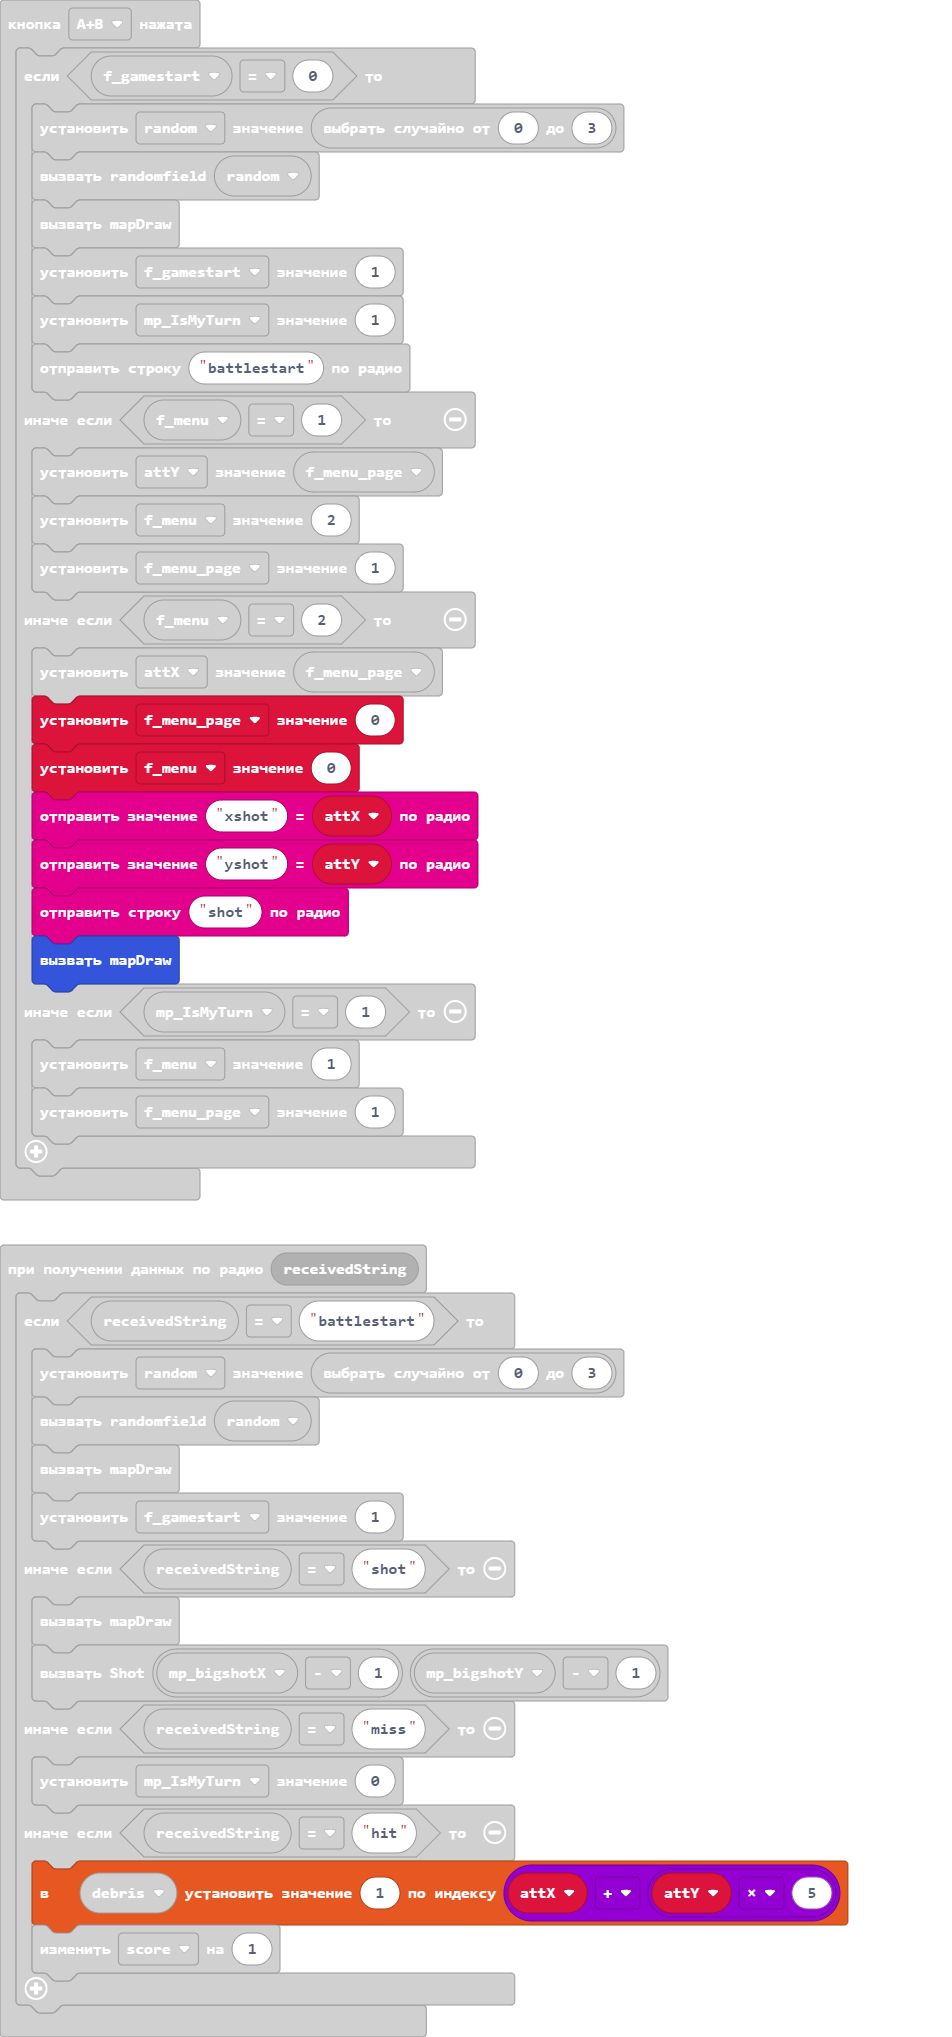 кнопка A+B нажата
если f_gamestart = 0 то
установить random значение выбрать случайно от 0 до 3
вызвать randomfield random
вызвать mapDraw
установить f_gamestart значение 1
установить mp_IsMyTurn значение 1
отправить строку "battlestart" по радио
иначе если f_menu = 1 то
установить attY значение f_menu_page
установить f_menu значение 2
установить f_menu_page значение 1
иначе если f_menu = 2 то
установить attX значение f_menu_page
установить f_menu_page значение 0
установить f_menu значение 0
отправить значение "xshot" = attX по радио
отправить значение "yshot" = attY по радио
отправить строку "shot" по радио
вызвать mapDraw
иначе если mp_IsMyTurn = 1 то
установить f_menu значение 1
установить f_menu_page значение 1
при получении данных по радио receivedString
если receivedString = "battlestart" то
установить random значение выбрать случайно от 0 до 3
вызвать randomfield random
вызвать mapDraw
установить f_gamestart значение 1
иначе если receivedString = "shot" то
вызвать mapDraw
вызвать Shot mp_bigshotX - 1 mp_bigshotY - 1
иначе если receivedString = "miss" то
установить mp_IsMyTurn значение 0
иначе если receivedString = "hit" то
в debris установить значение 1 по индексу attX + attY × 5
изменить score на 1